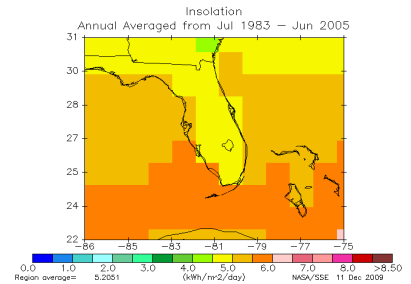 Insolation
Annual Averaged from Jul 1983 – Jun 2005
31
30
28
27
25
24
22
−86 −85 −83 −81 −79 −77 −75
0.0 1.0 2.0 3.0 4.0 5.0 6.0 7.0 8.0 >8.50
Region average= 5.2051 (kWh/m^2/day) NASA/SSE 11 Dec 2009